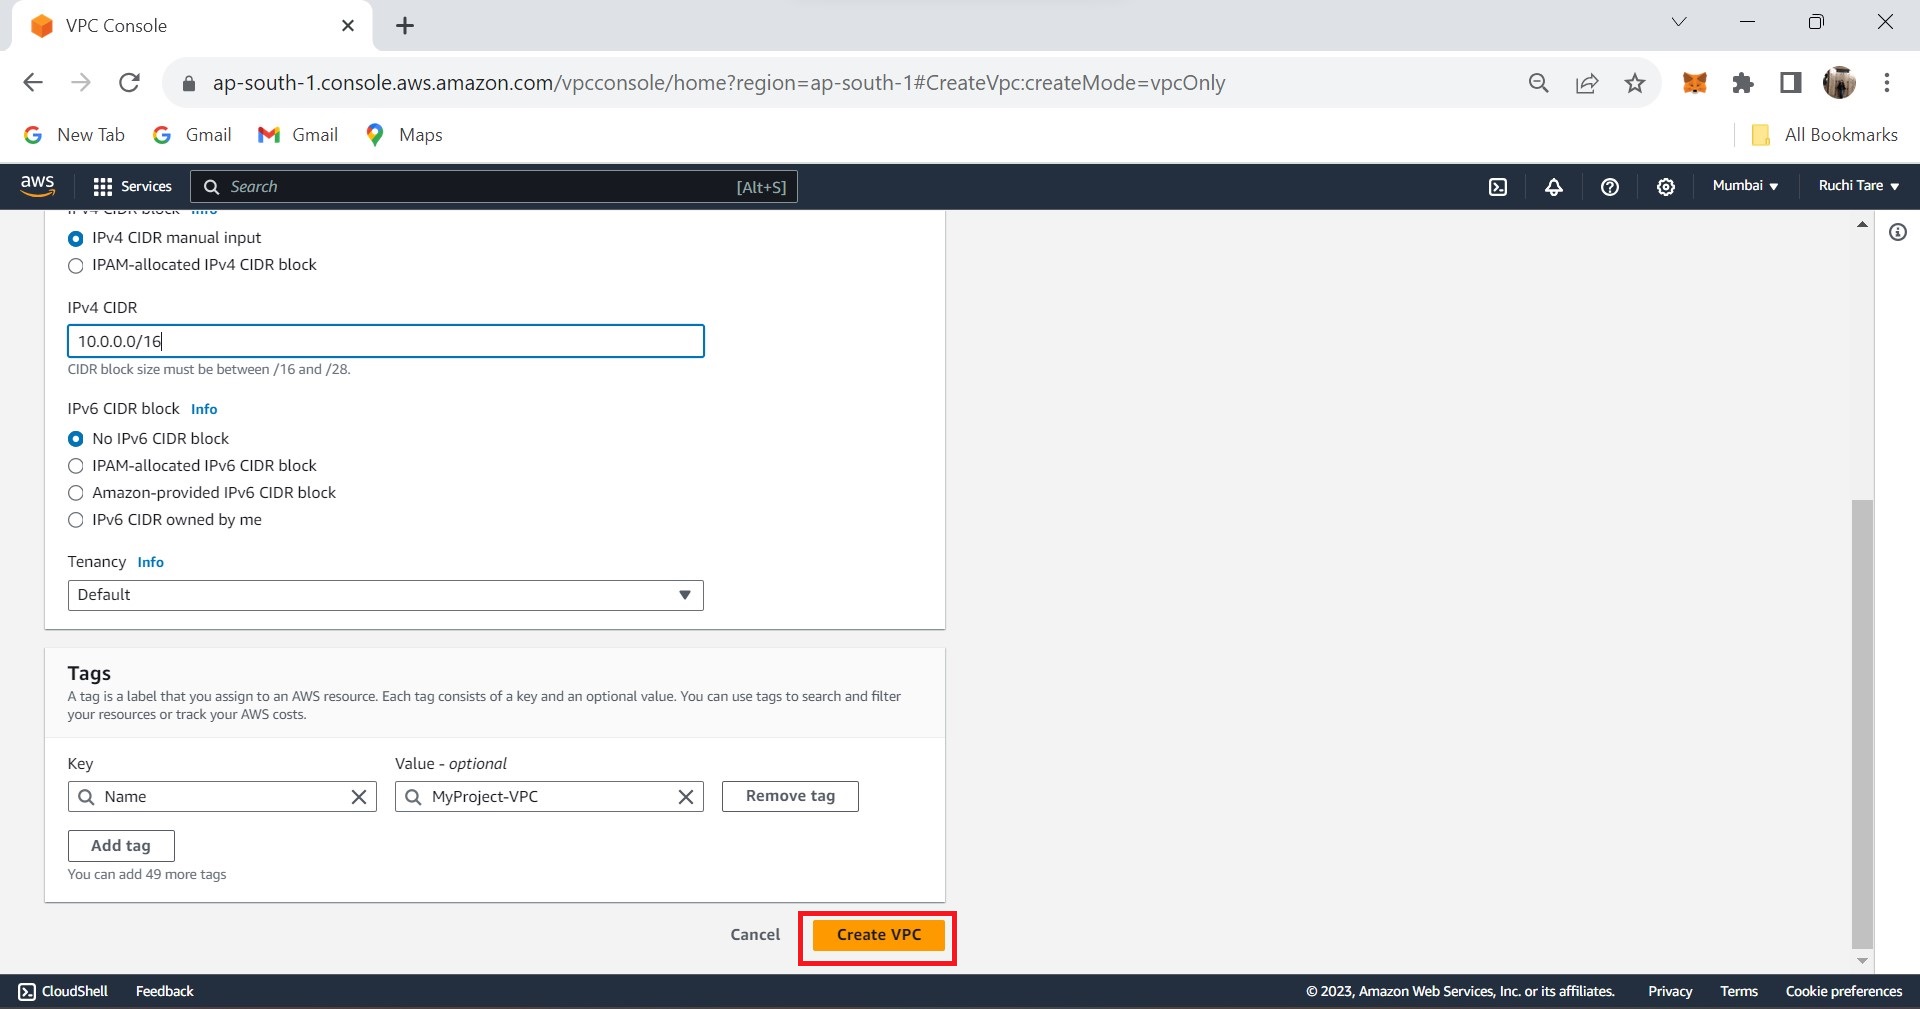 VPC Console
ap-south-1.console.aws.amazon.com/vpcconsole/home?region=ap-south-1#CreateVpc:createMode=vpcOnly
New Tab Gmail Gmail Maps All Bookmarks
aws Services Search [Alt+S] Mumbai Ruchi Tare
IPv4 CIDR block Info
IPv4 CIDR manual input
IPAM-allocated IPv4 CIDR block
IPv4 CIDR
10.0.0.0/16
CIDR block size must be between /16 and /28.
IPv6 CIDR block Info
No IPv6 CIDR block
IPAM-allocated IPv6 CIDR block
Amazon-provided IPv6 CIDR block
IPv6 CIDR owned by me
Tenancy Info
Default
Tags
A tag is a label that you assign to an AWS resource. Each tag consists of a key and an optional value. You can use tags to search and filter
your resources or track your AWS costs.
Key Value - optional
Name MyProject-VPC Remove tag
Add tag
You can add 49 more tags
Cancel Create VPC
CloudShell Feedback © 2023, Amazon Web Services, Inc. or its affiliates. Privacy Terms Cookie preferences